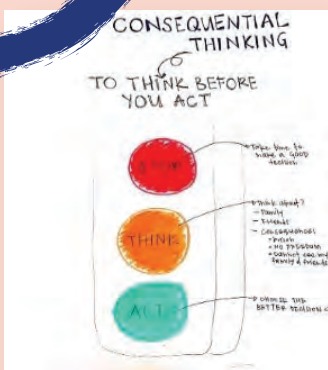 CONSEQUENTIAL
THINKING
TO THINK BEFORE
YOU ACT
STOP
Take time to
make a GOOD
decision
THINK
Think about?
- Family
- Friends
- Consequences
• NO FREEDOM
• Cannot see my
family & friends
ACT
CHOOSE THE
BETTER DECISION